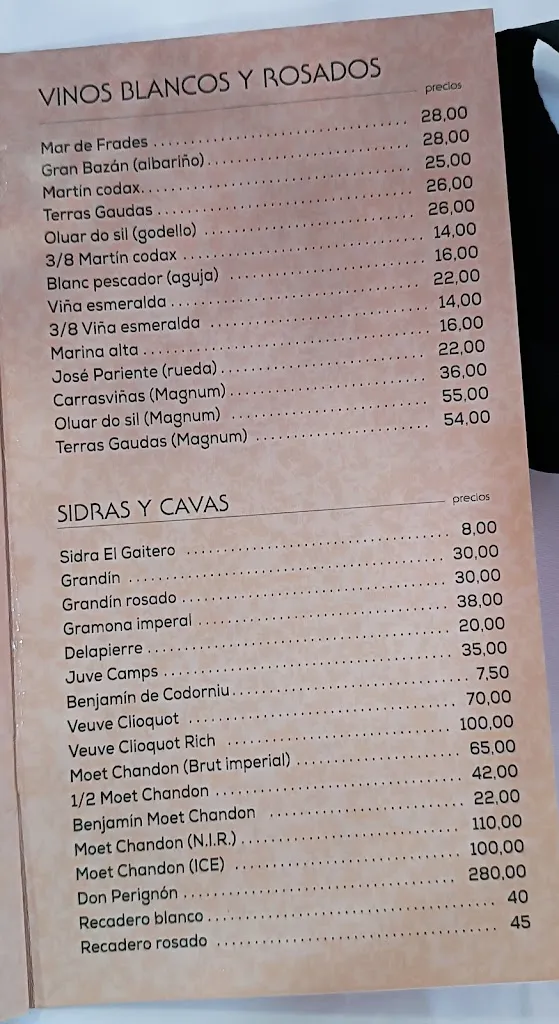 VINOS BLANCOS Y ROSADOS
precios
Mar de Frades 28,00
Gran Bazán (aibariño) 28,00
Martín codax 25,00
Terras Gaudas 26,00
Oluar do sil (godello) 26,00
3/8 Martín codax 14,00
Blanc pescador (aguja) 16,00
Viña esmeralda 22,00
3/8 Viña esmeralda 14,00
Marina alta 16,00
José Pariente (rueda) 22,00
Carrasviñas (Magnum) 36,00
Oluar do sil (Magnum) 55,00
Terras Gaudas (Magnum) 54,00
SIDRAS Y CAVAS
precios
Sidra El Gaitero 8,00
Grandín 30,00
Grandín rosado 30,00
Gramona imperal 38,00
Delapierre 20,00
Juve Camps 35,00
Benjamín de Codorniu 7,50
Veuve Clioquot 70,00
Veuve Clioquot Rich 100,00
Moet Chandon (Brut imperial) 65,00
1/2 Moet Chandon 42,00
Benjamín Moet Chandon 22,00
Moet Chandon (N.I.R.) 110,00
Moet Chandon (ICE) 100,00
Don Perignón 280,00
Recadero blanco 40
Recadero rosado 45